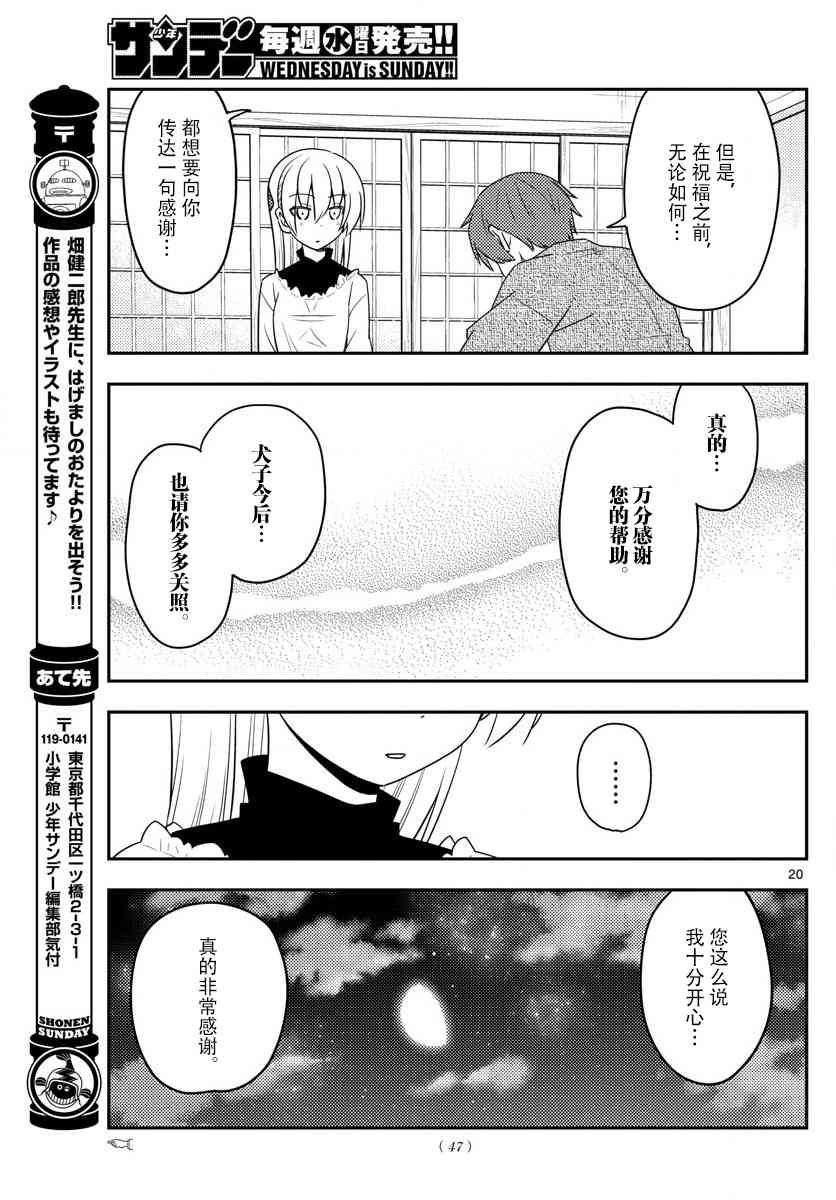 少年サンデー
毎週水曜日発売!!
WEDNESDAY is SUNDAY!!
但是,
在祝福之前,
无论如何…
都想要向你
传达一句感谢…
真的…
万分感谢
您的帮助。
犬子今后…
也请你多多关照。
……
20
您这么说
我十分开心…
真的非常感谢。
(47)
〒
畑健二郎先生に、はげましのおたよりを出そう!!
作品の感想やイラストも待ってます♪
あて先
〒
119-0141
東京都千代田区一ツ橋2-3-1
小学館 少年サンデー編集部気付
SHONEN
SUNDAY